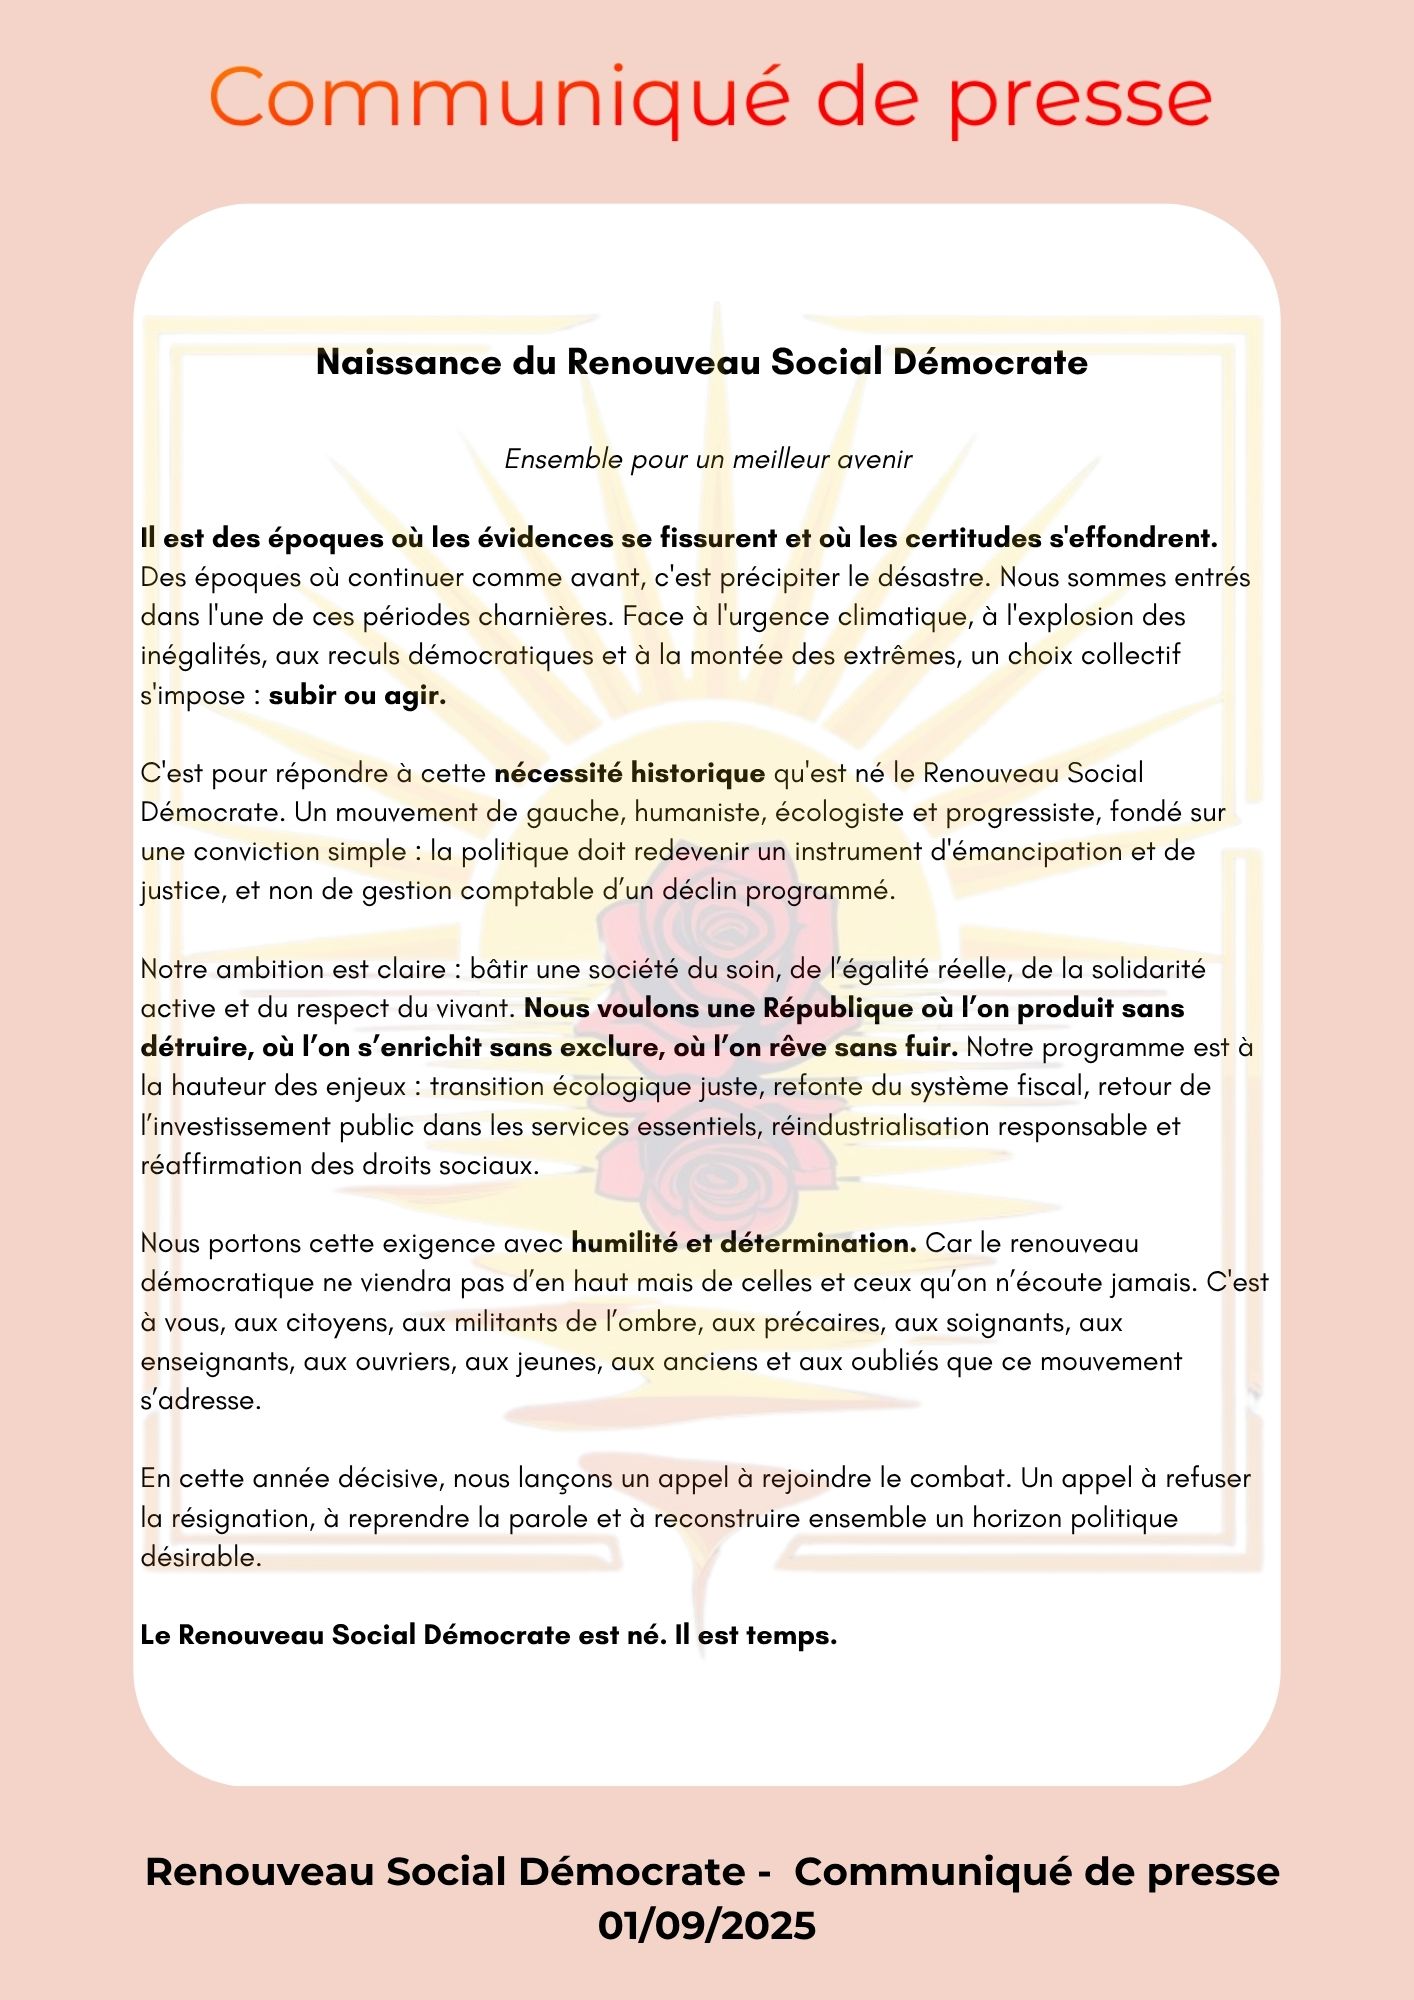 Communiqué de presse
Naissance du Renouveau Social Démocrate
Ensemble pour un meilleur avenir
Il est des époques où les évidences se fissurent et où les certitudes s'effondrent.
Des époques où continuer comme avant, c'est précipiter le désastre. Nous sommes entrés
dans l'une de ces périodes charnières. Face à l'urgence climatique, à l'explosion des
inégalités, aux reculs démocratiques et à la montée des extrêmes, un choix collectif
s'impose : subir ou agir.
C'est pour répondre à cette nécessité historique qu'est né le Renouveau Social
Démocrate. Un mouvement de gauche, humaniste, écologiste et progressiste, fondé sur
une conviction simple : la politique doit redevenir un instrument d'émancipation et de
justice, et non de gestion comptable d’un déclin programmé.
Notre ambition est claire : bâtir une société du soin, de l’égalité réelle, de la solidarité
active et du respect du vivant. Nous voulons une République où l’on produit sans
détruire, où l’on s’enrichit sans exclure, où l’on rêve sans fuir. Notre programme est à
la hauteur des enjeux : transition écologique juste, refonte du système fiscal, retour de
l’investissement public dans les services essentiels, réindustrialisation responsable et
réaffirmation des droits sociaux.
Nous portons cette exigence avec humilité et détermination. Car le renouveau
démocratique ne viendra pas d’en haut mais de celles et ceux qu’on n’écoute jamais. C'est
à vous, aux citoyens, aux militants de l’ombre, aux précaires, aux soignants, aux
enseignants, aux ouvriers, aux jeunes, aux anciens et aux oubliés que ce mouvement
s’adresse.
En cette année décisive, nous lançons un appel à rejoindre le combat. Un appel à refuser
la résignation, à reprendre la parole et à reconstruire ensemble un horizon politique
désirable.
Le Renouveau Social Démocrate est né. Il est temps.
Renouveau Social Démocrate -  Communiqué de presse
01/09/2025